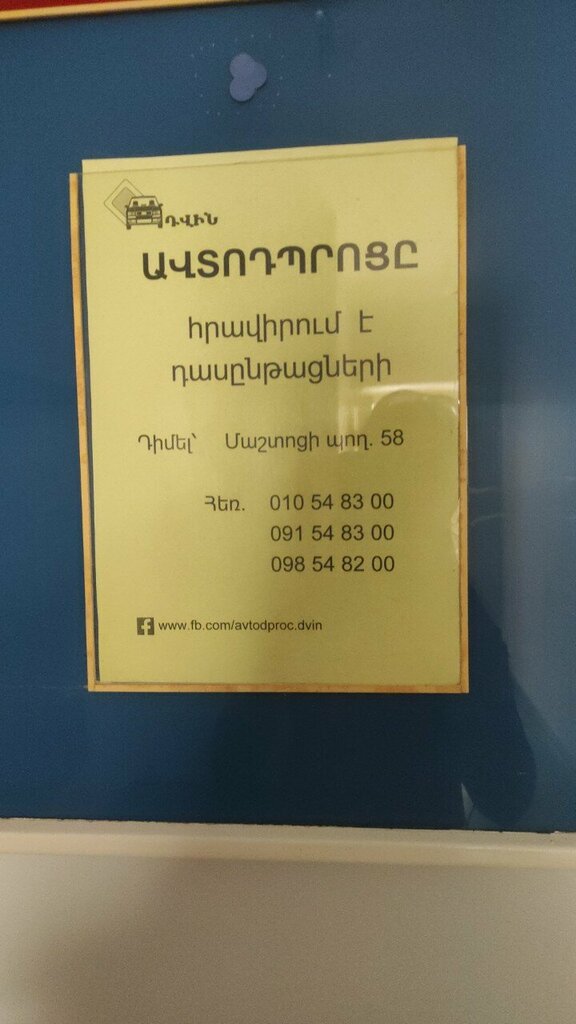 ԴՎԻՆ
ԱՎՏՈԴՊՐՈՑԸ
հրավիրում է
դասընթացների
Դիմել՝ Մաշտոցի պող. 58
Հեռ. 010 54 83 00
091 54 83 00
098 54 82 00
www.fb.com/avtodproc.dvin